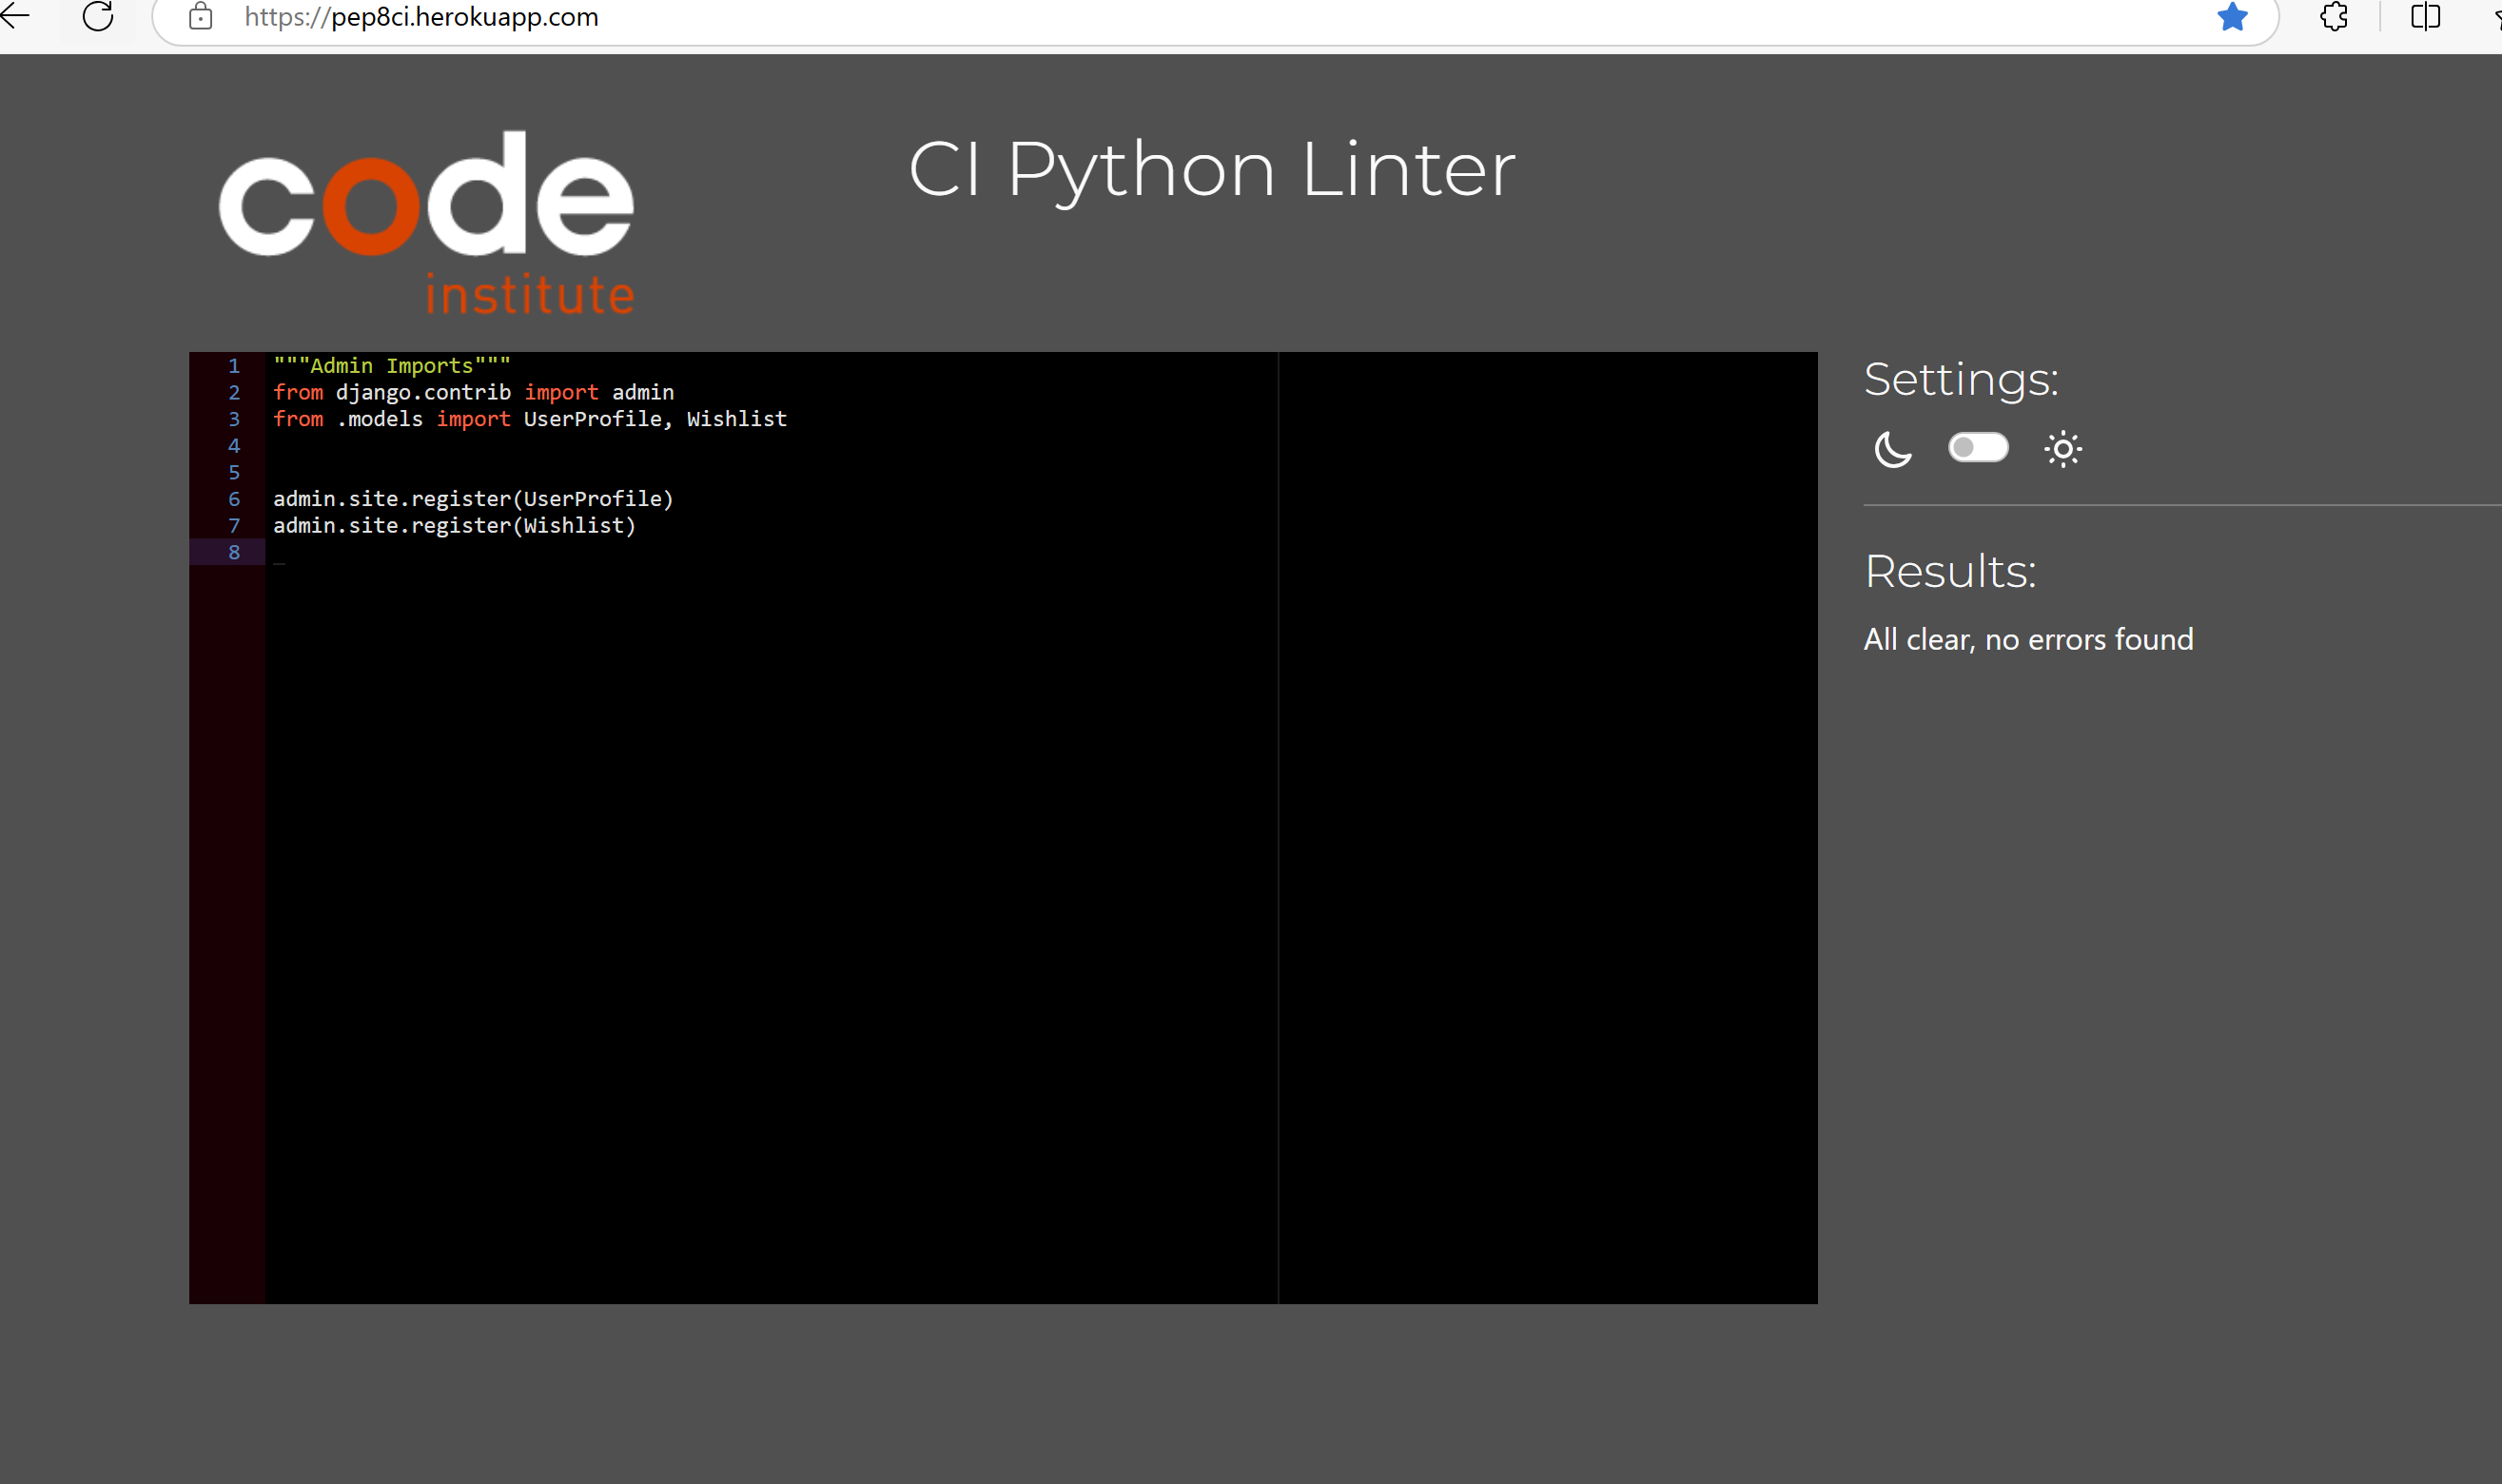 https://pep8ci.herokuapp.com
code
institute
CI Python Linter
1 """Admin Imports"""
2 from django.contrib import admin
3 from .models import UserProfile, Wishlist
4
5
6 admin.site.register(UserProfile)
7 admin.site.register(Wishlist)
8
Settings:
Results:
All clear, no errors found